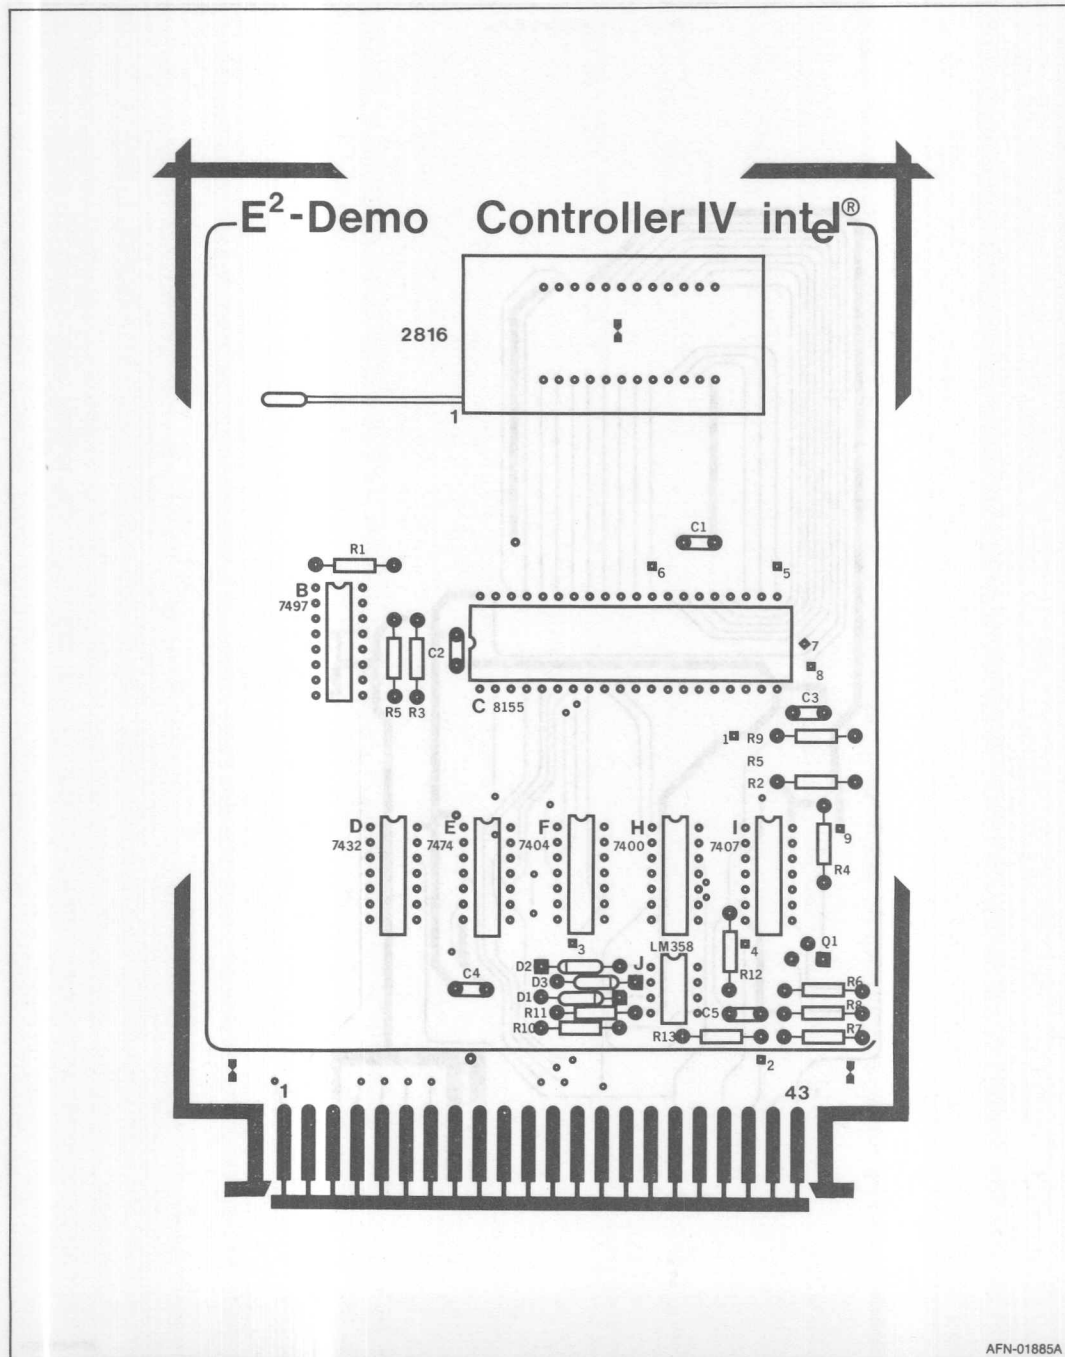 E²-Demo Controller IV intel®
2816
1
C1
6
5
R1
B
7497
C2
7
8
R5
R3
C 8155
C3
1
R9
R5
R2
D
7432
E
7474
F
7404
H
7400
I
7407
9
R4
3
LM358
4
Q1
D2
J
D3
C4
R12
D1
R6
R11
C5
R8
R10
R13
R7
2
1
43
AFN-01885A